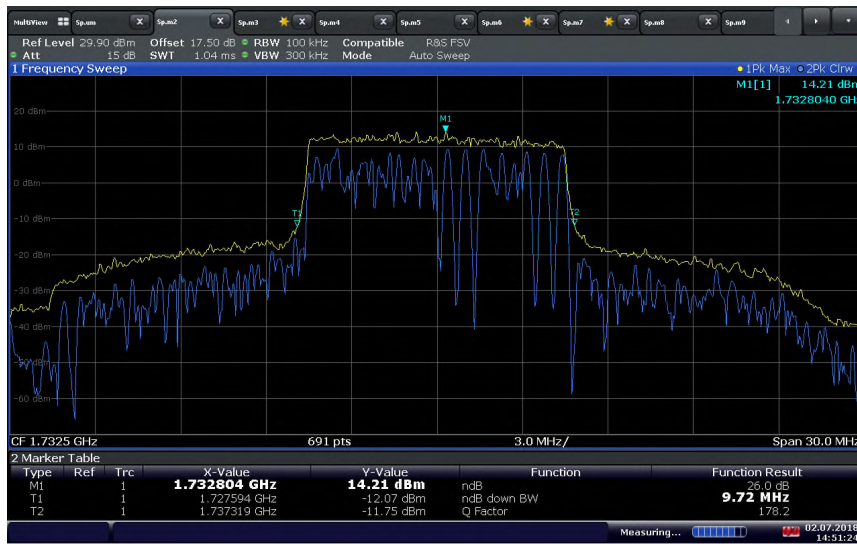 MultiView Sp.um X Sp.m2 X Sp.m3 X Sp.m4 X Sp.m5 X Sp.m6 X Sp.m7 X Sp.m8 X Sp.m9
Ref Level 29.90 dBm Offset 17.50 dB RBW 100 kHz Compatible R&S FSV
Att 15 dB SWT 1.04 ms VBW 300 kHz Mode Auto Sweep
1 Frequency Sweep 1Pk Max 2Pk Clrw
M1[1] 14.21 dBm
1.7328040 GHz
M1
20 dBm
10 dBm
0 dBm
T1 T2
-10 dBm
-20 dBm
-30 dBm
-40 dBm
-50 dBm
-60 dBm
CF 1.7325 GHz 691 pts 3.0 MHz/ Span 30.0 MHz
2 Marker Table
Type Ref Trc X-Value Y-Value Function Function Result
M1 1 1.732804 GHz 14.21 dBm ndB 26.0 dB
T1 1 1.727594 GHz -12.07 dBm ndB down BW 9.72 MHz
T2 1 1.737319 GHz -11.75 dBm Q Factor 178.2
Measuring... 02.07.2018
14:51:24